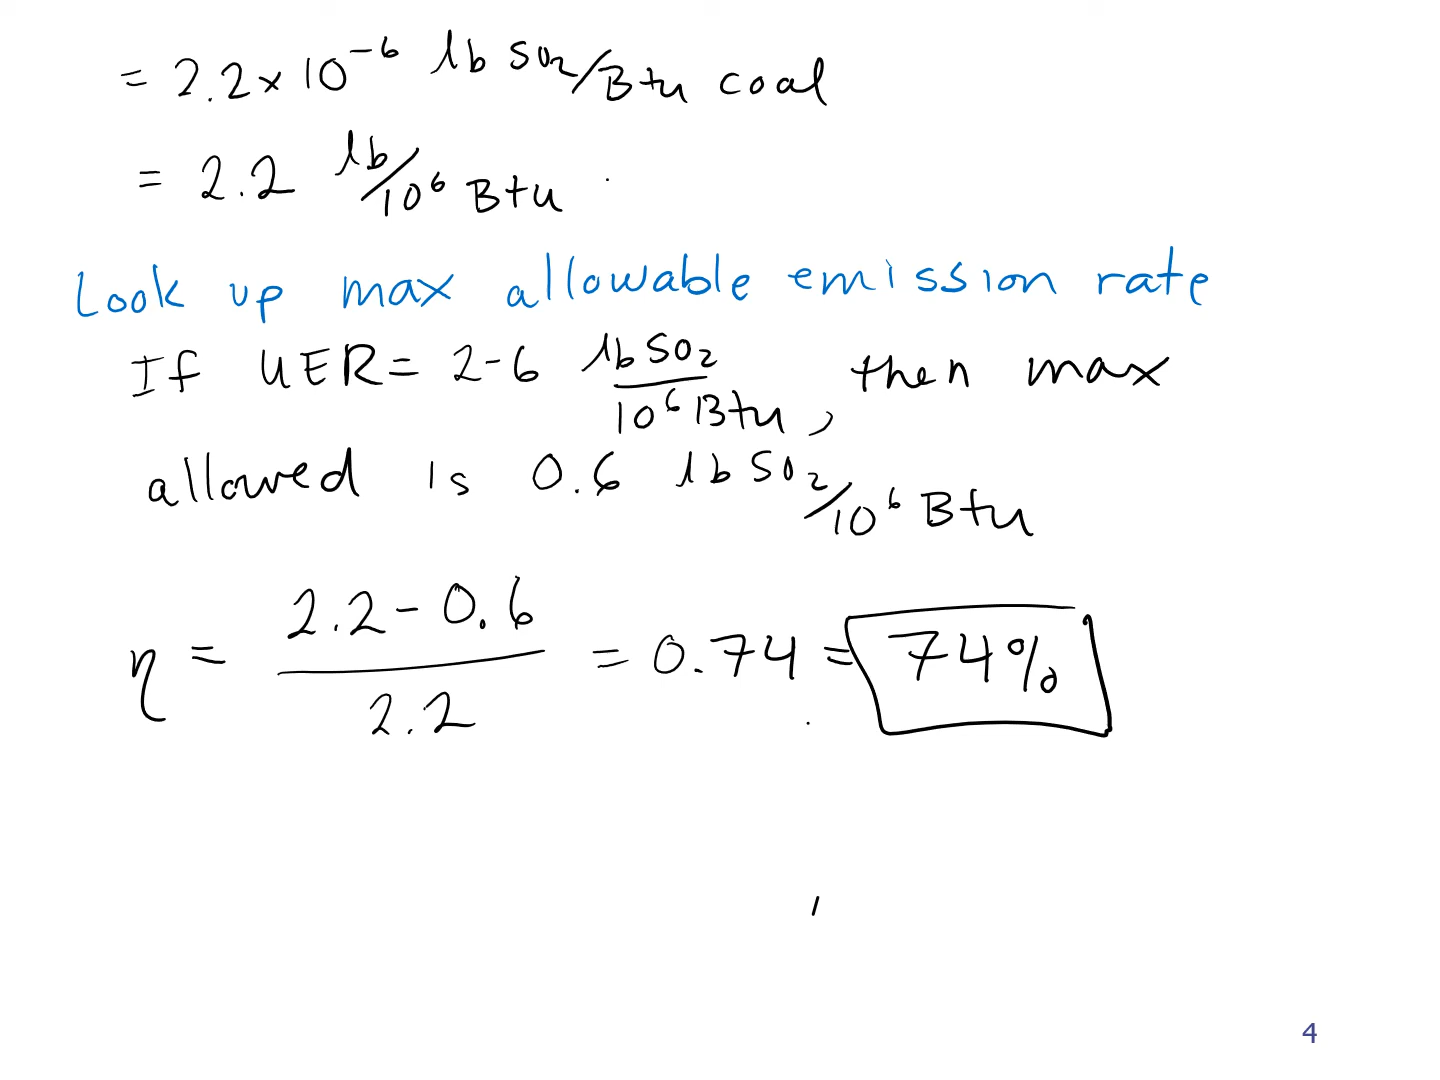 = 2.2 x 10⁻⁶ lb SO₂/Btu coal
= 2.2 lb/10⁶ Btu
Look up max allowable emission rate
If UER = 2-6 lb SO₂/10⁶ Btu, then max
allowed is 0.6 lb SO₂/10⁶ Btu
η = (2.2 - 0.6)/2.2 = 0.74 = 74%
4